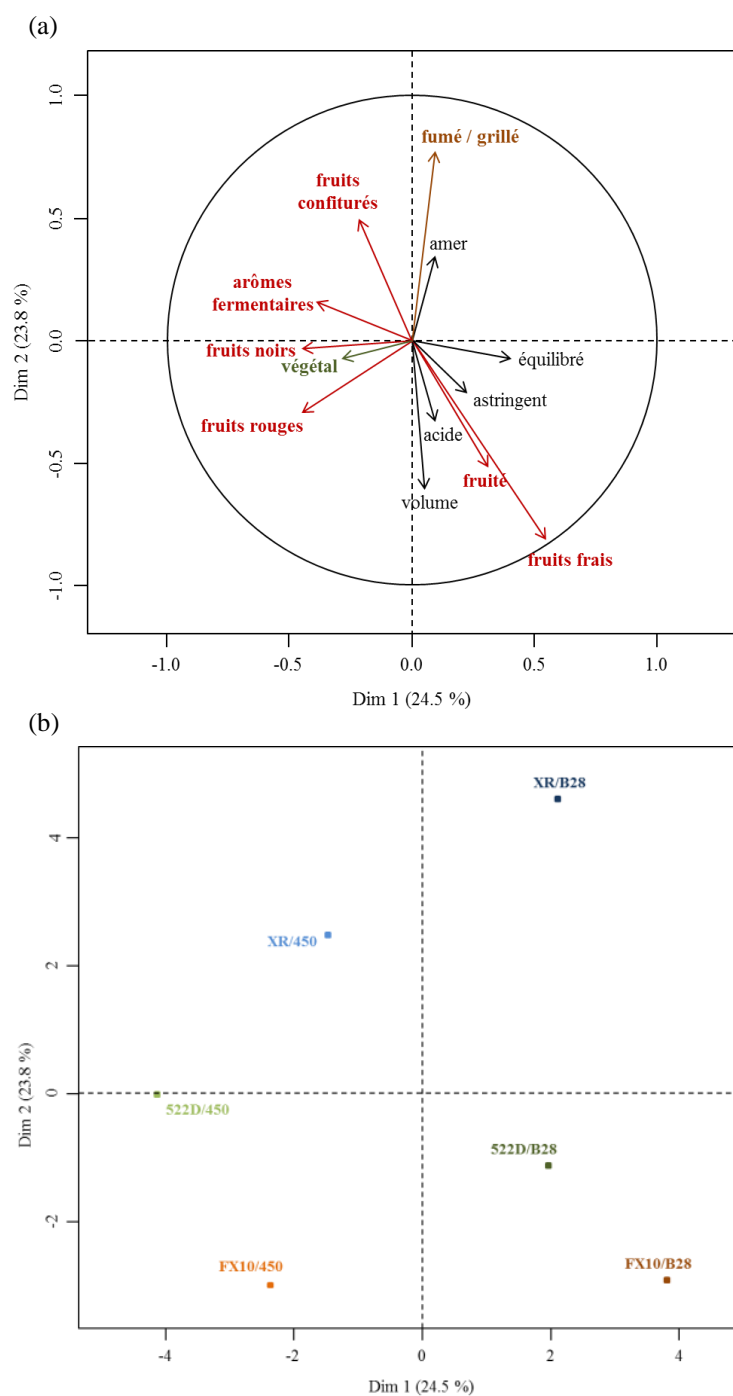 (a)
1.0
0.5
0.0
-0.5
-1.0
Dim 2 (23.8 %)
fumé / grillé
fruits
confiturés
amer
arômes
fermentaires
fruits noirs
végétal
équilibré
astringent
fruits rouges
acide
fruité
volume
fruits frais
-1.0
-0.5
0.0
0.5
1.0
Dim 1 (24.5 %)
(b)
4
2
0
-2
Dim 2 (23.8 %)
XR/B28
XR/450
522D/450
522D/B28
FX10/450
FX10/B28
-4
-2
0
2
4
Dim 1 (24.5 %)